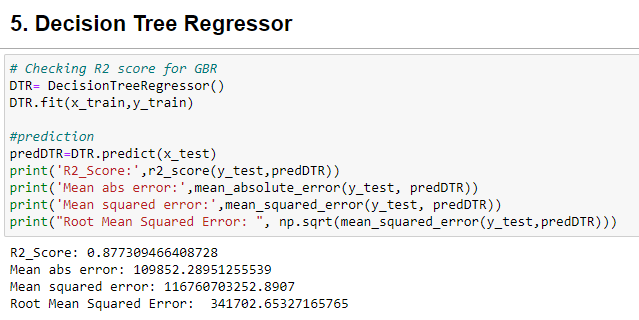 5. Decision Tree Regressor
# Checking R2 score for GBR
DTR= DecisionTreeRegressor()
DTR.fit(x_train,y_train)
#prediction
predDTR=DTR.predict(x_test)
print('R2_Score:',r2_score(y_test,predDTR))
print('Mean abs error:',mean_absolute_error(y_test, predDTR))
print('Mean squared error:',mean_squared_error(y_test, predDTR))
print("Root Mean Squared Error: ", np.sqrt(mean_squared_error(y_test,predDTR)))
R2_Score: 0.877309466408728
Mean abs error: 109852.28951255539
Mean squared error: 116760703252.8907
Root Mean Squared Error:  341702.65327165765